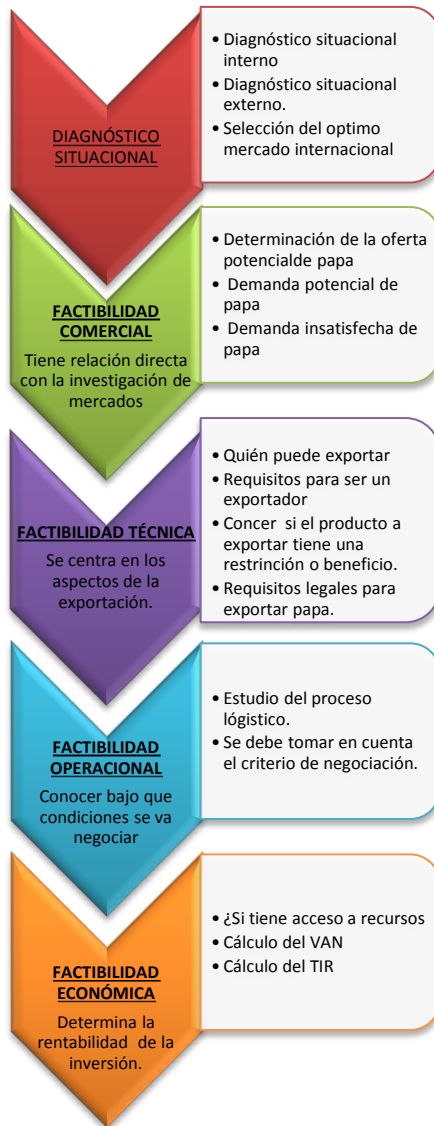 DIAGNÓSTICO
SITUACIONAL
• Diagnóstico situacional
interno
• Diagnóstico situacional
externo.
• Selección del optimo
mercado internacional
FACTIBILIDAD
COMERCIAL
Tiene relación directa
con la investigación de
mercados
• Determinación de la oferta
potencialde papa
• Demanda potencial de
papa
• Demanda insatisfecha de
papa
FACTIBILIDAD TÉCNICA
Se centra en los
aspectos de la
exportación.
• Quién puede exportar
• Requisitos para ser un
exportador
• Concer si el producto a
exportar tiene una
restrinción o beneficio.
• Requisitos legales para
exportar papa.
FACTIBILIDAD
OPERACIONAL
Conocer bajo que
condiciones se va
negociar
• Estudio del proceso
lógistico.
• Se debe tomar en cuenta
el criterio de negociación.
FACTIBILIDAD
ECONÓMICA
Determina la
rentabilidad de la
inversión.
• ¿Si tiene acceso a recursos
• Cálculo del VAN
• Cálculo del TIR